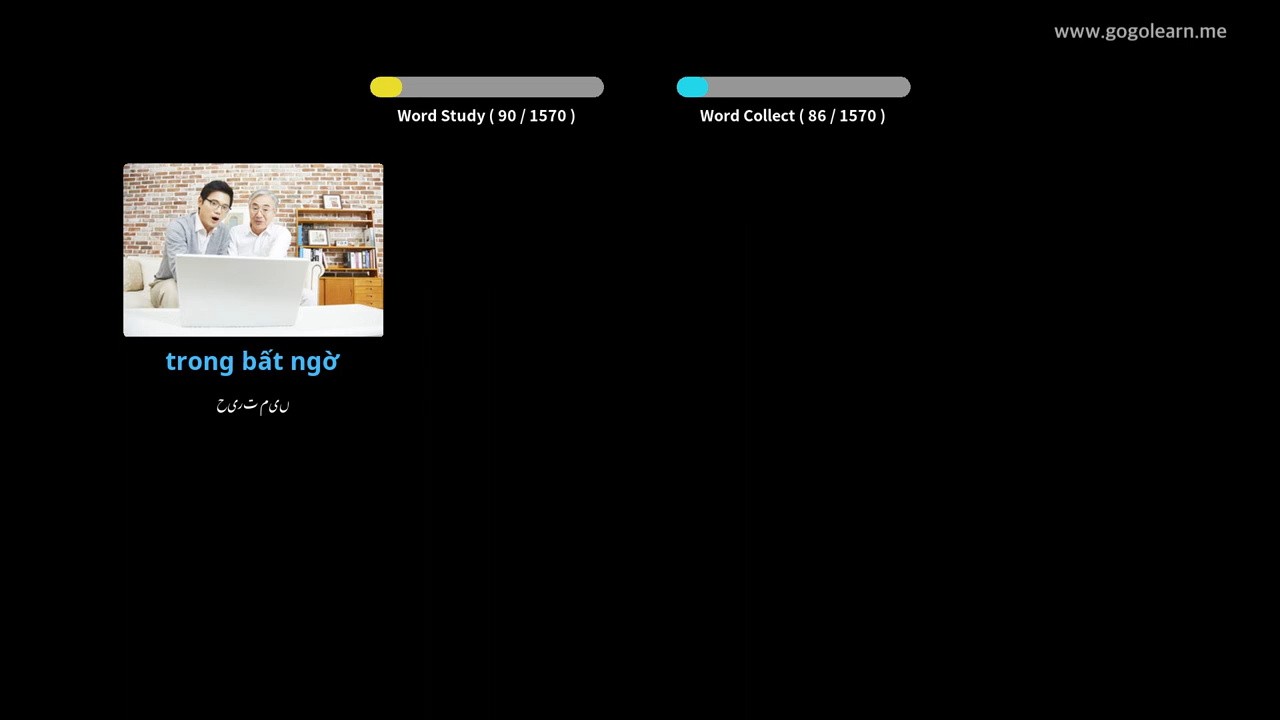 www.gogolearn.me
Word Study ( 90 / 1570 )
Word Collect ( 86 / 1570 )
trong bất ngờ
حیرت میں